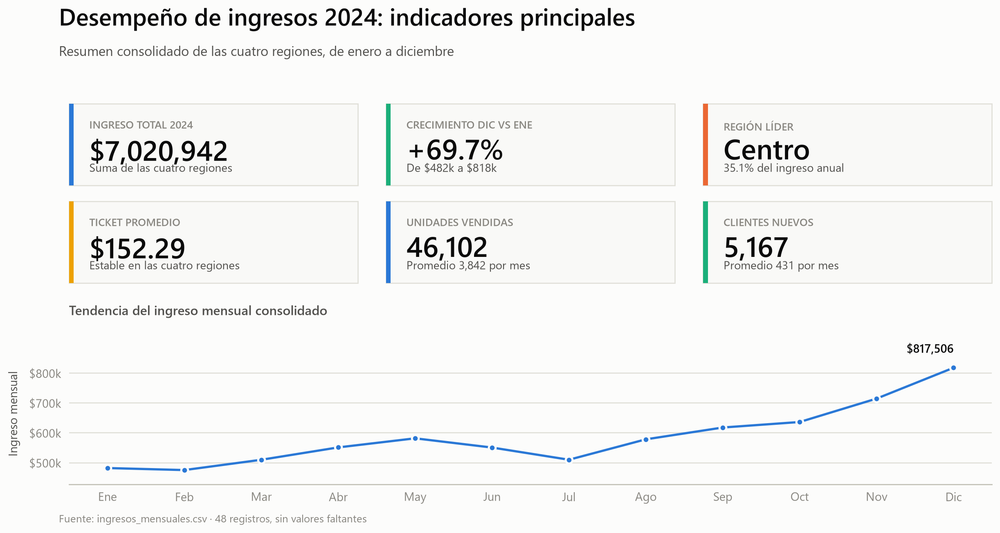 Desempeño de ingresos 2024: indicadores principales
Resumen consolidado de las cuatro regiones, de enero a diciembre
INGRESO TOTAL 2024
$7,020,942
Suma de las cuatro regiones
CRECIMIENTO DIC VS ENE
+69.7%
De $482k a $818k
REGIÓN LÍDER
Centro
35.1% del ingreso anual
TICKET PROMEDIO
$152.29
Estable en las cuatro regiones
UNIDADES VENDIDAS
46,102
Promedio 3,842 por mes
CLIENTES NUEVOS
5,167
Promedio 431 por mes
Tendencia del ingreso mensual consolidado
$817,506
Ingreso mensual
$800k
$700k
$600k
$500k
Ene Feb Mar Abr May Jun Jul Ago Sep Oct Nov Dic
Fuente: ingresos_mensuales.csv · 48 registros, sin valores faltantes